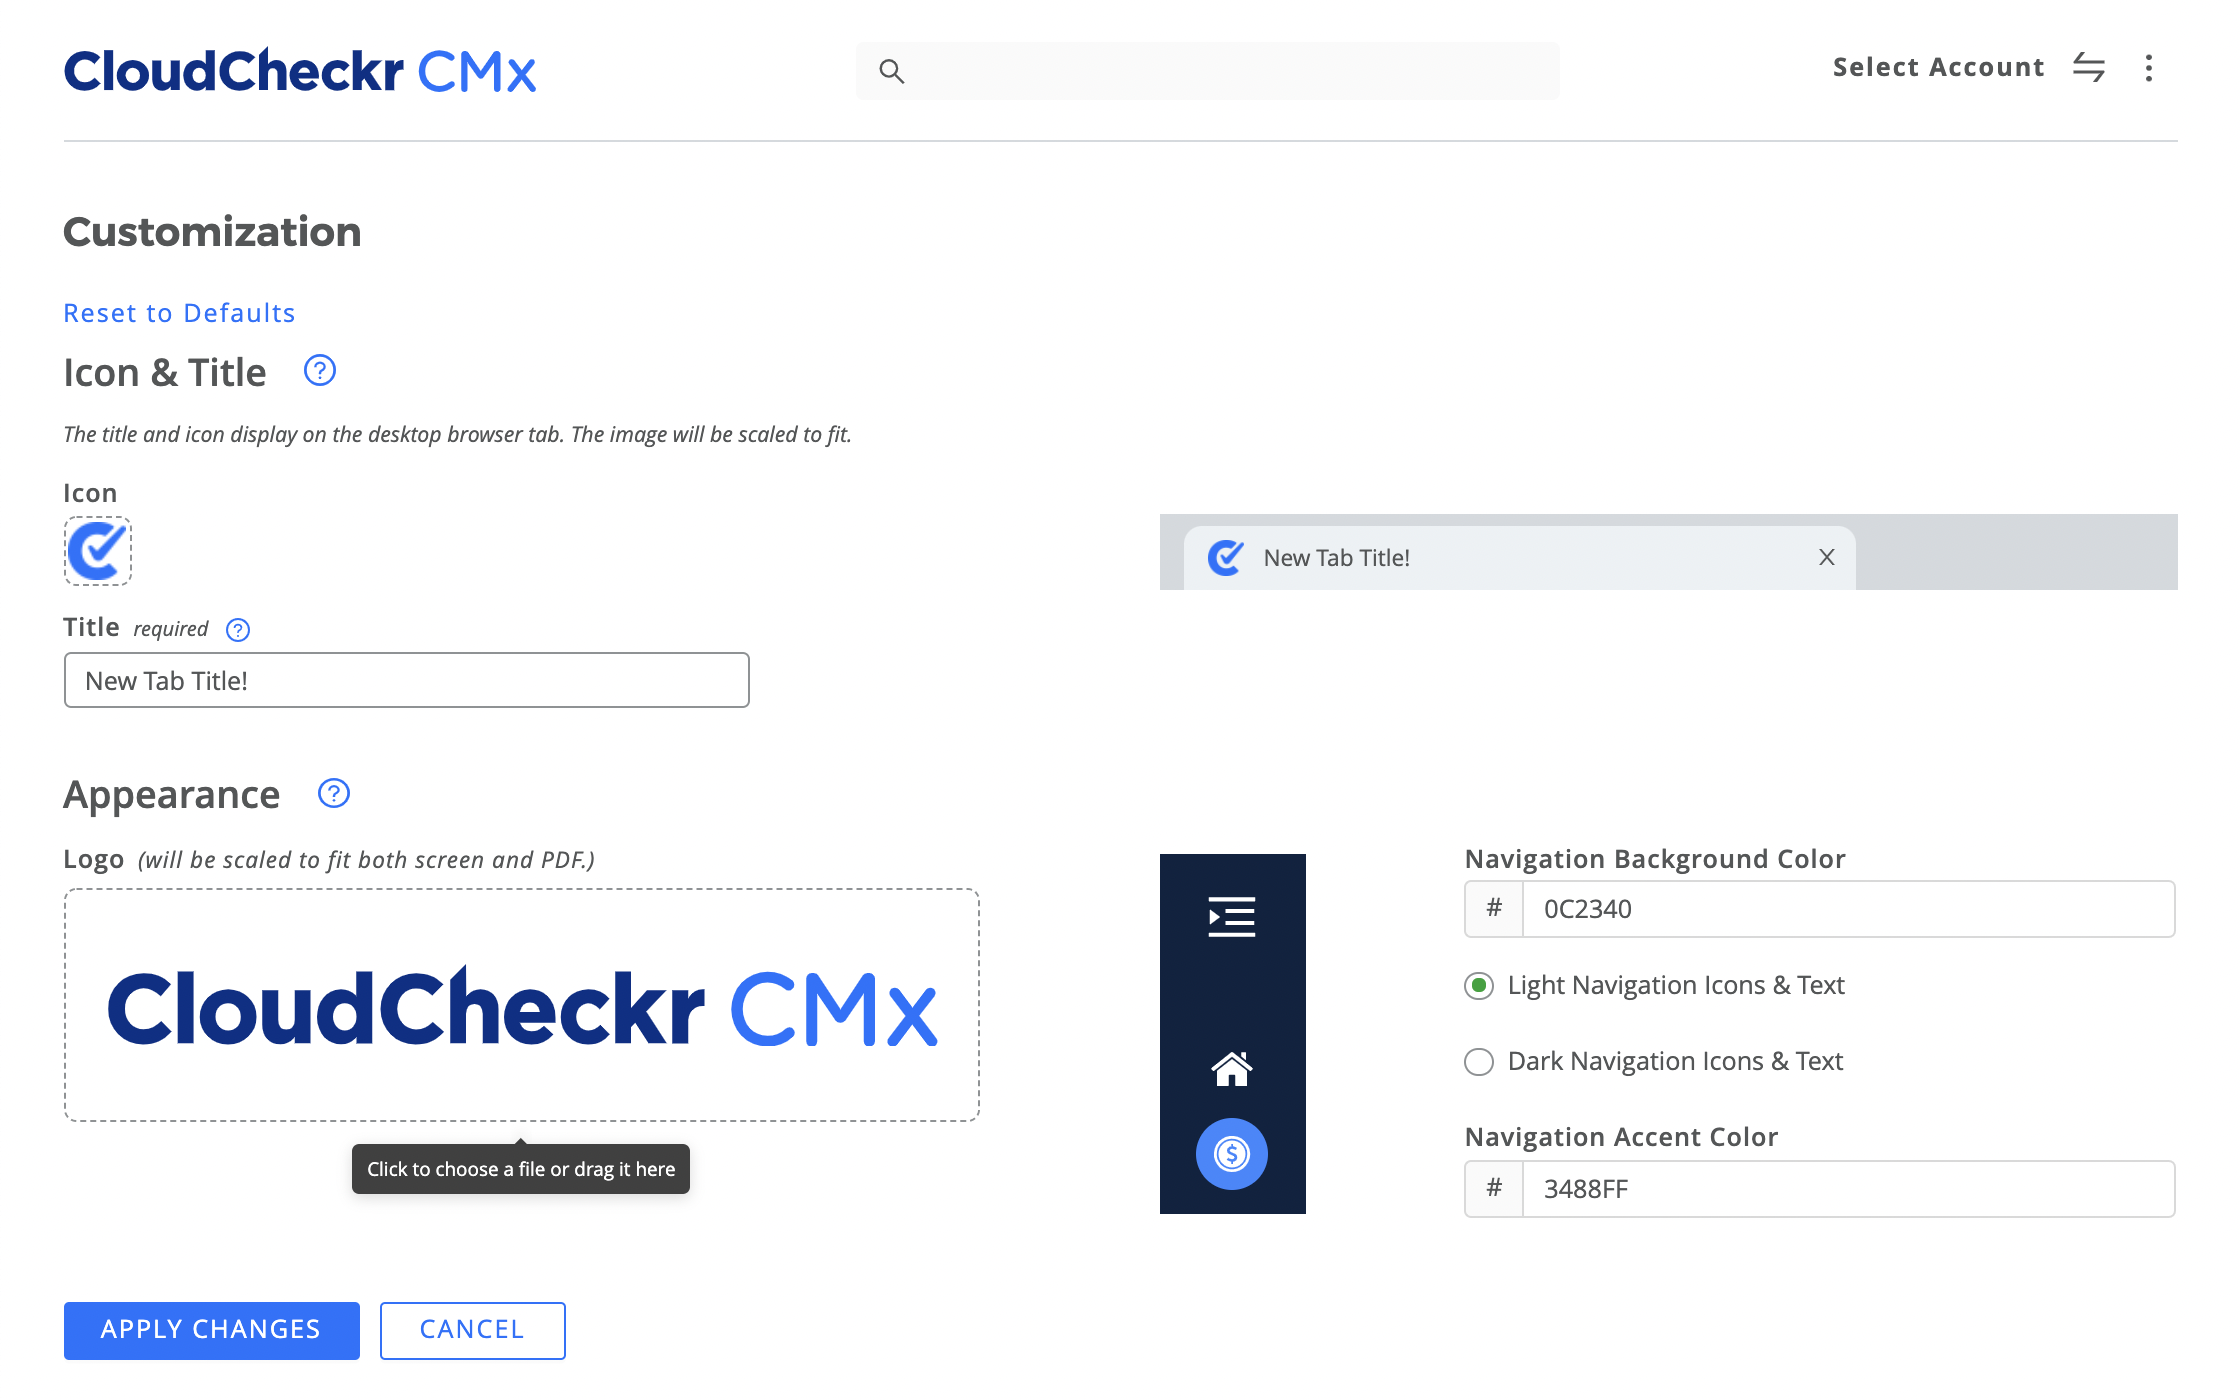 CloudCheckr CMx
Select Account
Customization
Reset to Defaults
Icon & Title ?
The title and icon display on the desktop browser tab. The image will be scaled to fit.
Icon
New Tab Title! X
Title required ?
New Tab Title!
Appearance ?
Logo (will be scaled to fit both screen and PDF.)
CloudCheckr CMx
Click to choose a file or drag it here
$
Navigation Background Color
# 0C2340
Light Navigation Icons & Text
Dark Navigation Icons & Text
Navigation Accent Color
# 3488FF
APPLY CHANGES
CANCEL